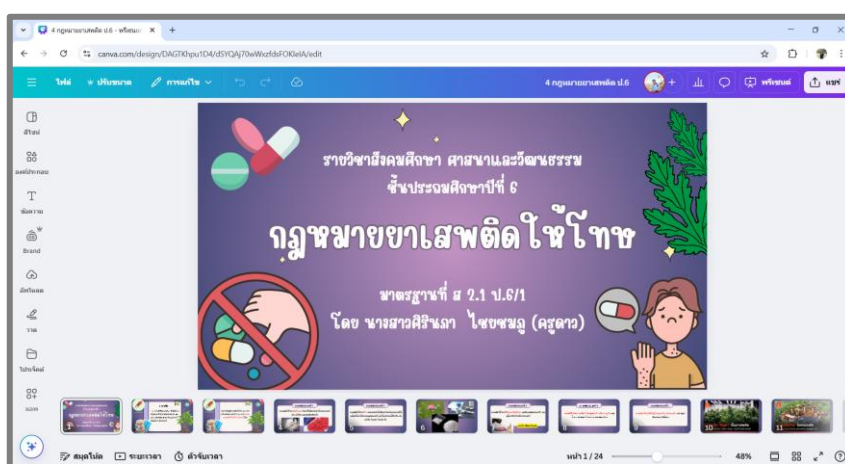 4 กฎหมายยาเสพติด ป.6 - พรีเซนเ
canva.com/design/DAGTKhpu1D4/dSYQAj70wWxzfdsFOKIeIA/edit
ไฟล์ ปรับขนาด การแก้ไข 4 กฎหมายยาเสพติด ป.6 พรีเซนต์ แชร์
ดีไซน์
องค์ประกอบ
ข้อความ
Brand
อัพโหลด
วาด
โปรเจ็กต์
แอพ
รายวิชาสังคมศึกษา ศาสนาและวัฒนธรรม
ชั้นประถมศึกษาปีที่ 6
กฎหมายยาเสพติดให้โทษ
มาตรฐานที่ ส 2.1 ป.6/1
โดย นางสาวศิรินภา ไชยชมภู (ครูดาว)
5 6 8 10 11
สมุดโน้ต ระยะเวลา ตัวจับเวลา หน้า 1 / 24 48%